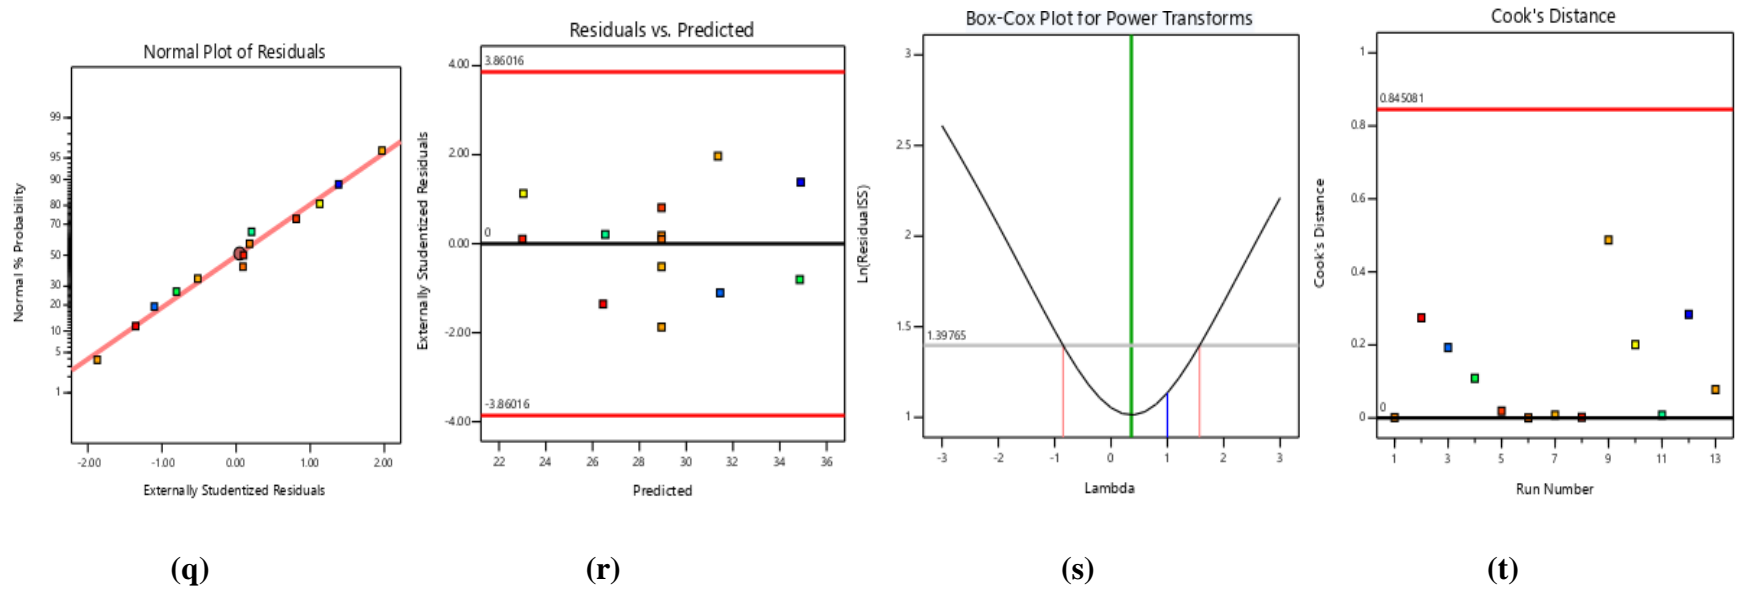 Normal Plot of Residuals
Normal % Probability
99
95
90
80
70
50
30
20
10
5
1
-2.00 -1.00 0.00 1.00 2.00
Externally Studentized Residuals
(q)
Residuals vs. Predicted
Externally Studentized Residuals
4.00
3.86016
2.00
0
0.00
-2.00
-3.86016
-4.00
22 24 26 28 30 32 34 36
Predicted
(r)
Box-Cox Plot for Power Transforms
Ln(ResidualSS)
3
2.5
2
1.5
1.39765
1
-3 -2 -1 0 1 2 3
Lambda
(s)
Cook's Distance
Cook's Distance
1
0.845081
0.8
0.6
0.4
0.2
0
0
1 3 5 7 9 11 13
Run Number
(t)